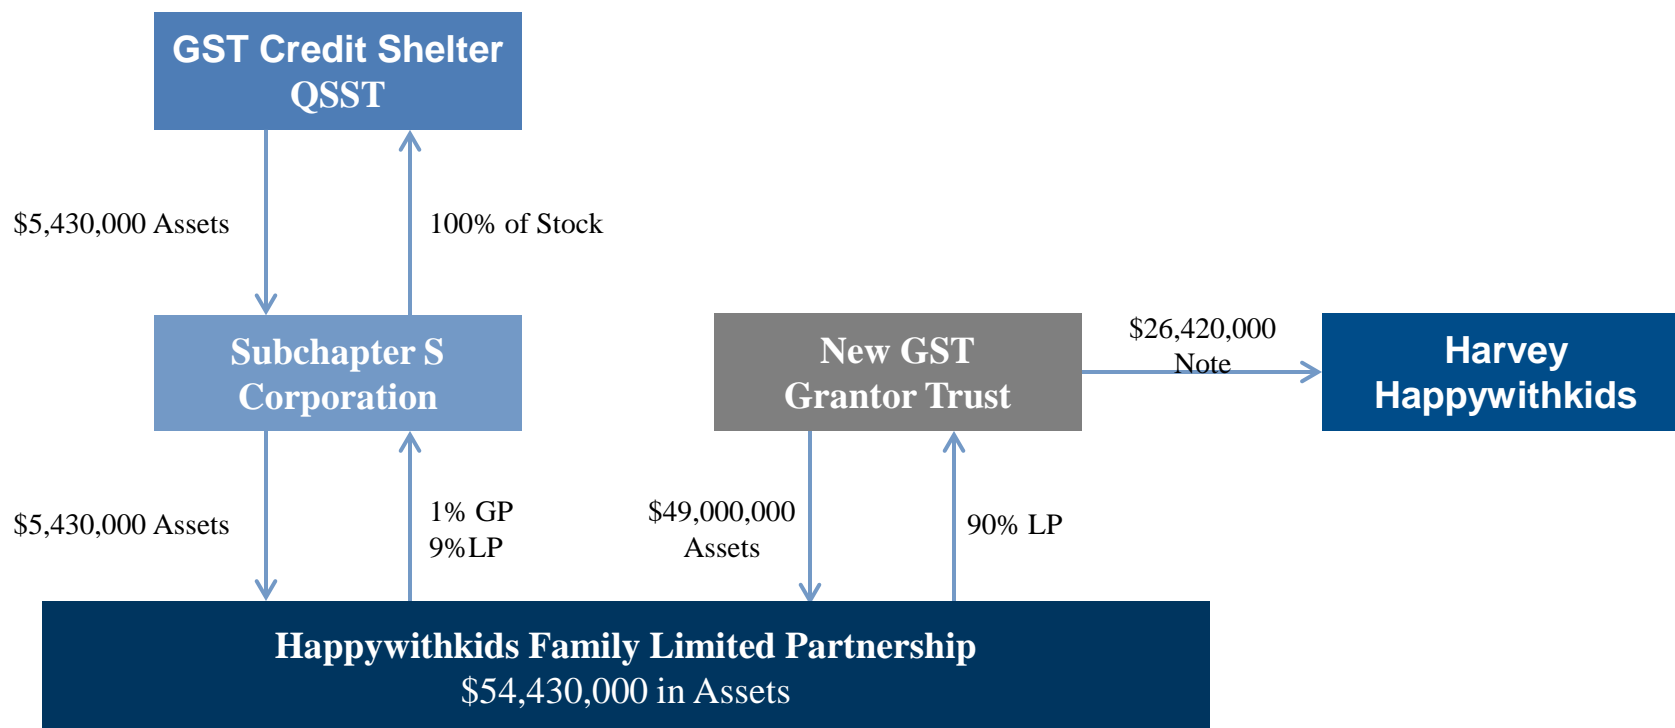 GST Credit Shelter
QSST
$5,430,000 Assets
100% of Stock
Subchapter S
Corporation
New GST
Grantor Trust
$26,420,000
Note
Harvey
Happywithkids
$5,430,000 Assets
1% GP
9%LP
$49,000,000
Assets
90% LP
Happywithkids Family Limited Partnership
$54,430,000 in Assets